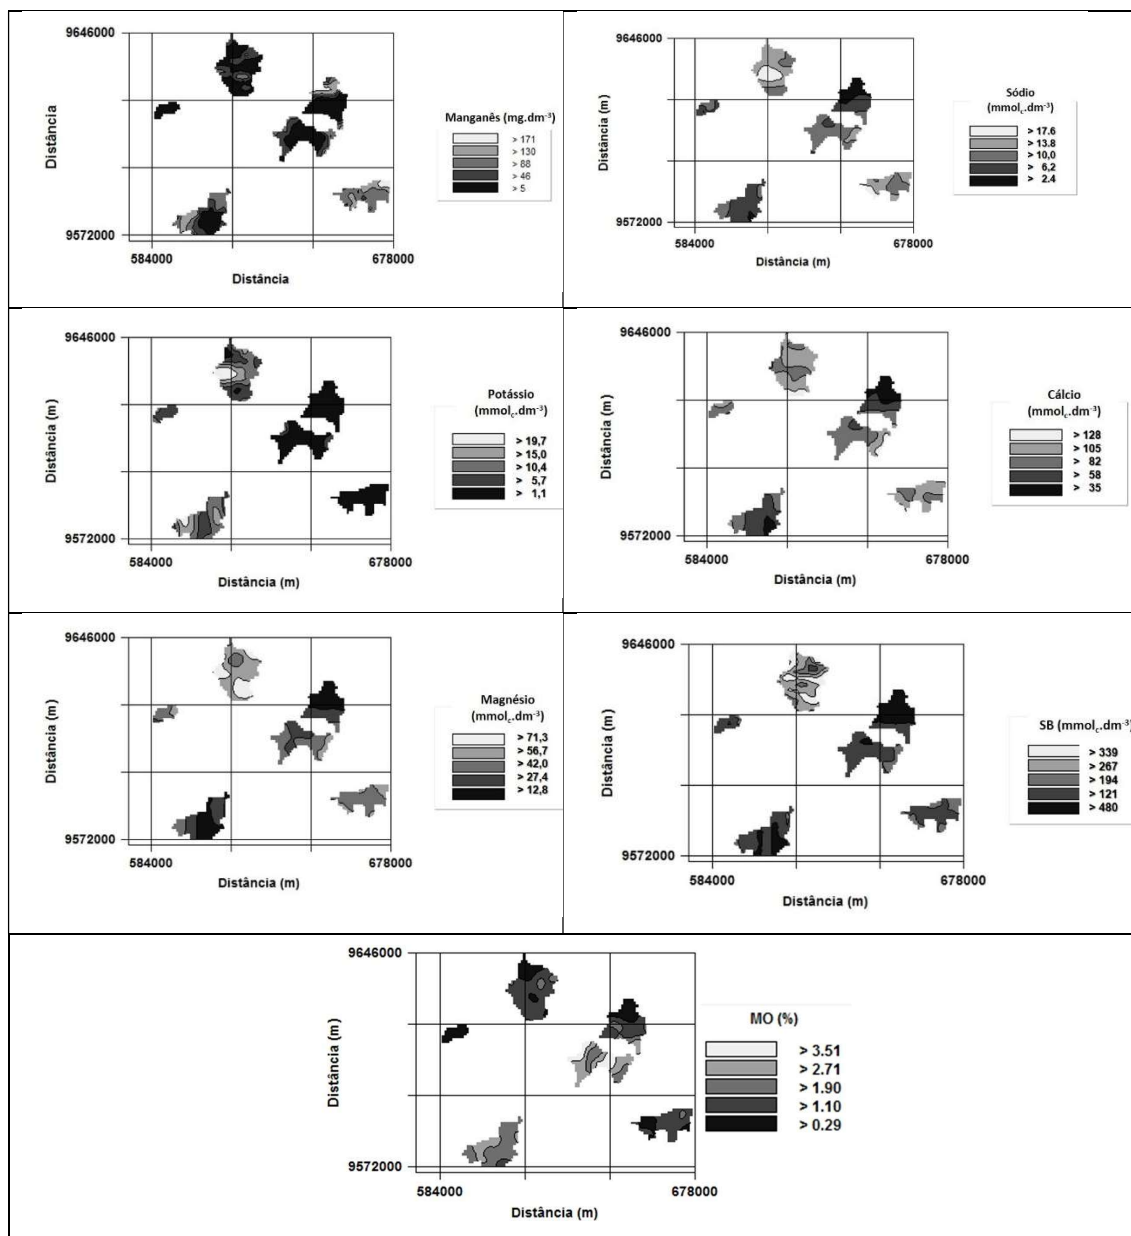 9646000
Distância
9572000
584000
678000
Distância
Manganês (mg.dm⁻³)
> 171
> 130
> 88
> 46
> 5
9646000
Distância (m)
9572000
584000
678000
Distância (m)
Sódio
(mmol꜀.dm⁻³)
> 17.6
> 13.8
> 10,0
> 6,2
> 2.4
9646000
Distância (m)
9572000
584000
678000
Distância (m)
Potássio
(mmol꜀.dm⁻³)
> 19,7
> 15,0
> 10,4
> 5,7
> 1,1
9646000
Distância (m)
9572000
584000
678000
Distância (m)
Cálcio
(mmol꜀.dm⁻³)
> 128
> 105
> 82
> 58
> 35
9646000
Distância (m)
9572000
584000
678000
Distância (m)
Magnésio
(mmol꜀.dm⁻³)
> 71,3
> 56,7
> 42,0
> 27,4
> 12,8
9646000
Distância (m)
9572000
584000
678000
Distância (m)
SB (mmol꜀.dm⁻³)
> 339
> 267
> 194
> 121
> 480
9646000
Distância (m)
9572000
584000
678000
Distância (m)
MO (%)
> 3.51
> 2.71
> 1.90
> 1.10
> 0.29